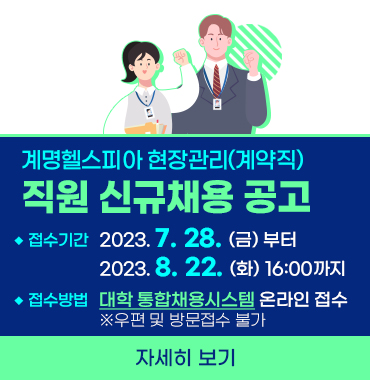 계명헬스피아 현장관리(계약직)
직원 신규채용 공고
◆ 접수기간 2023. 7. 28. (금) 부터
2023. 8. 22. (화) 16:00까지
◆ 접수방법 대학 통합채용시스템 온라인 접수
※우편 및 방문접수 불가
자세히 보기